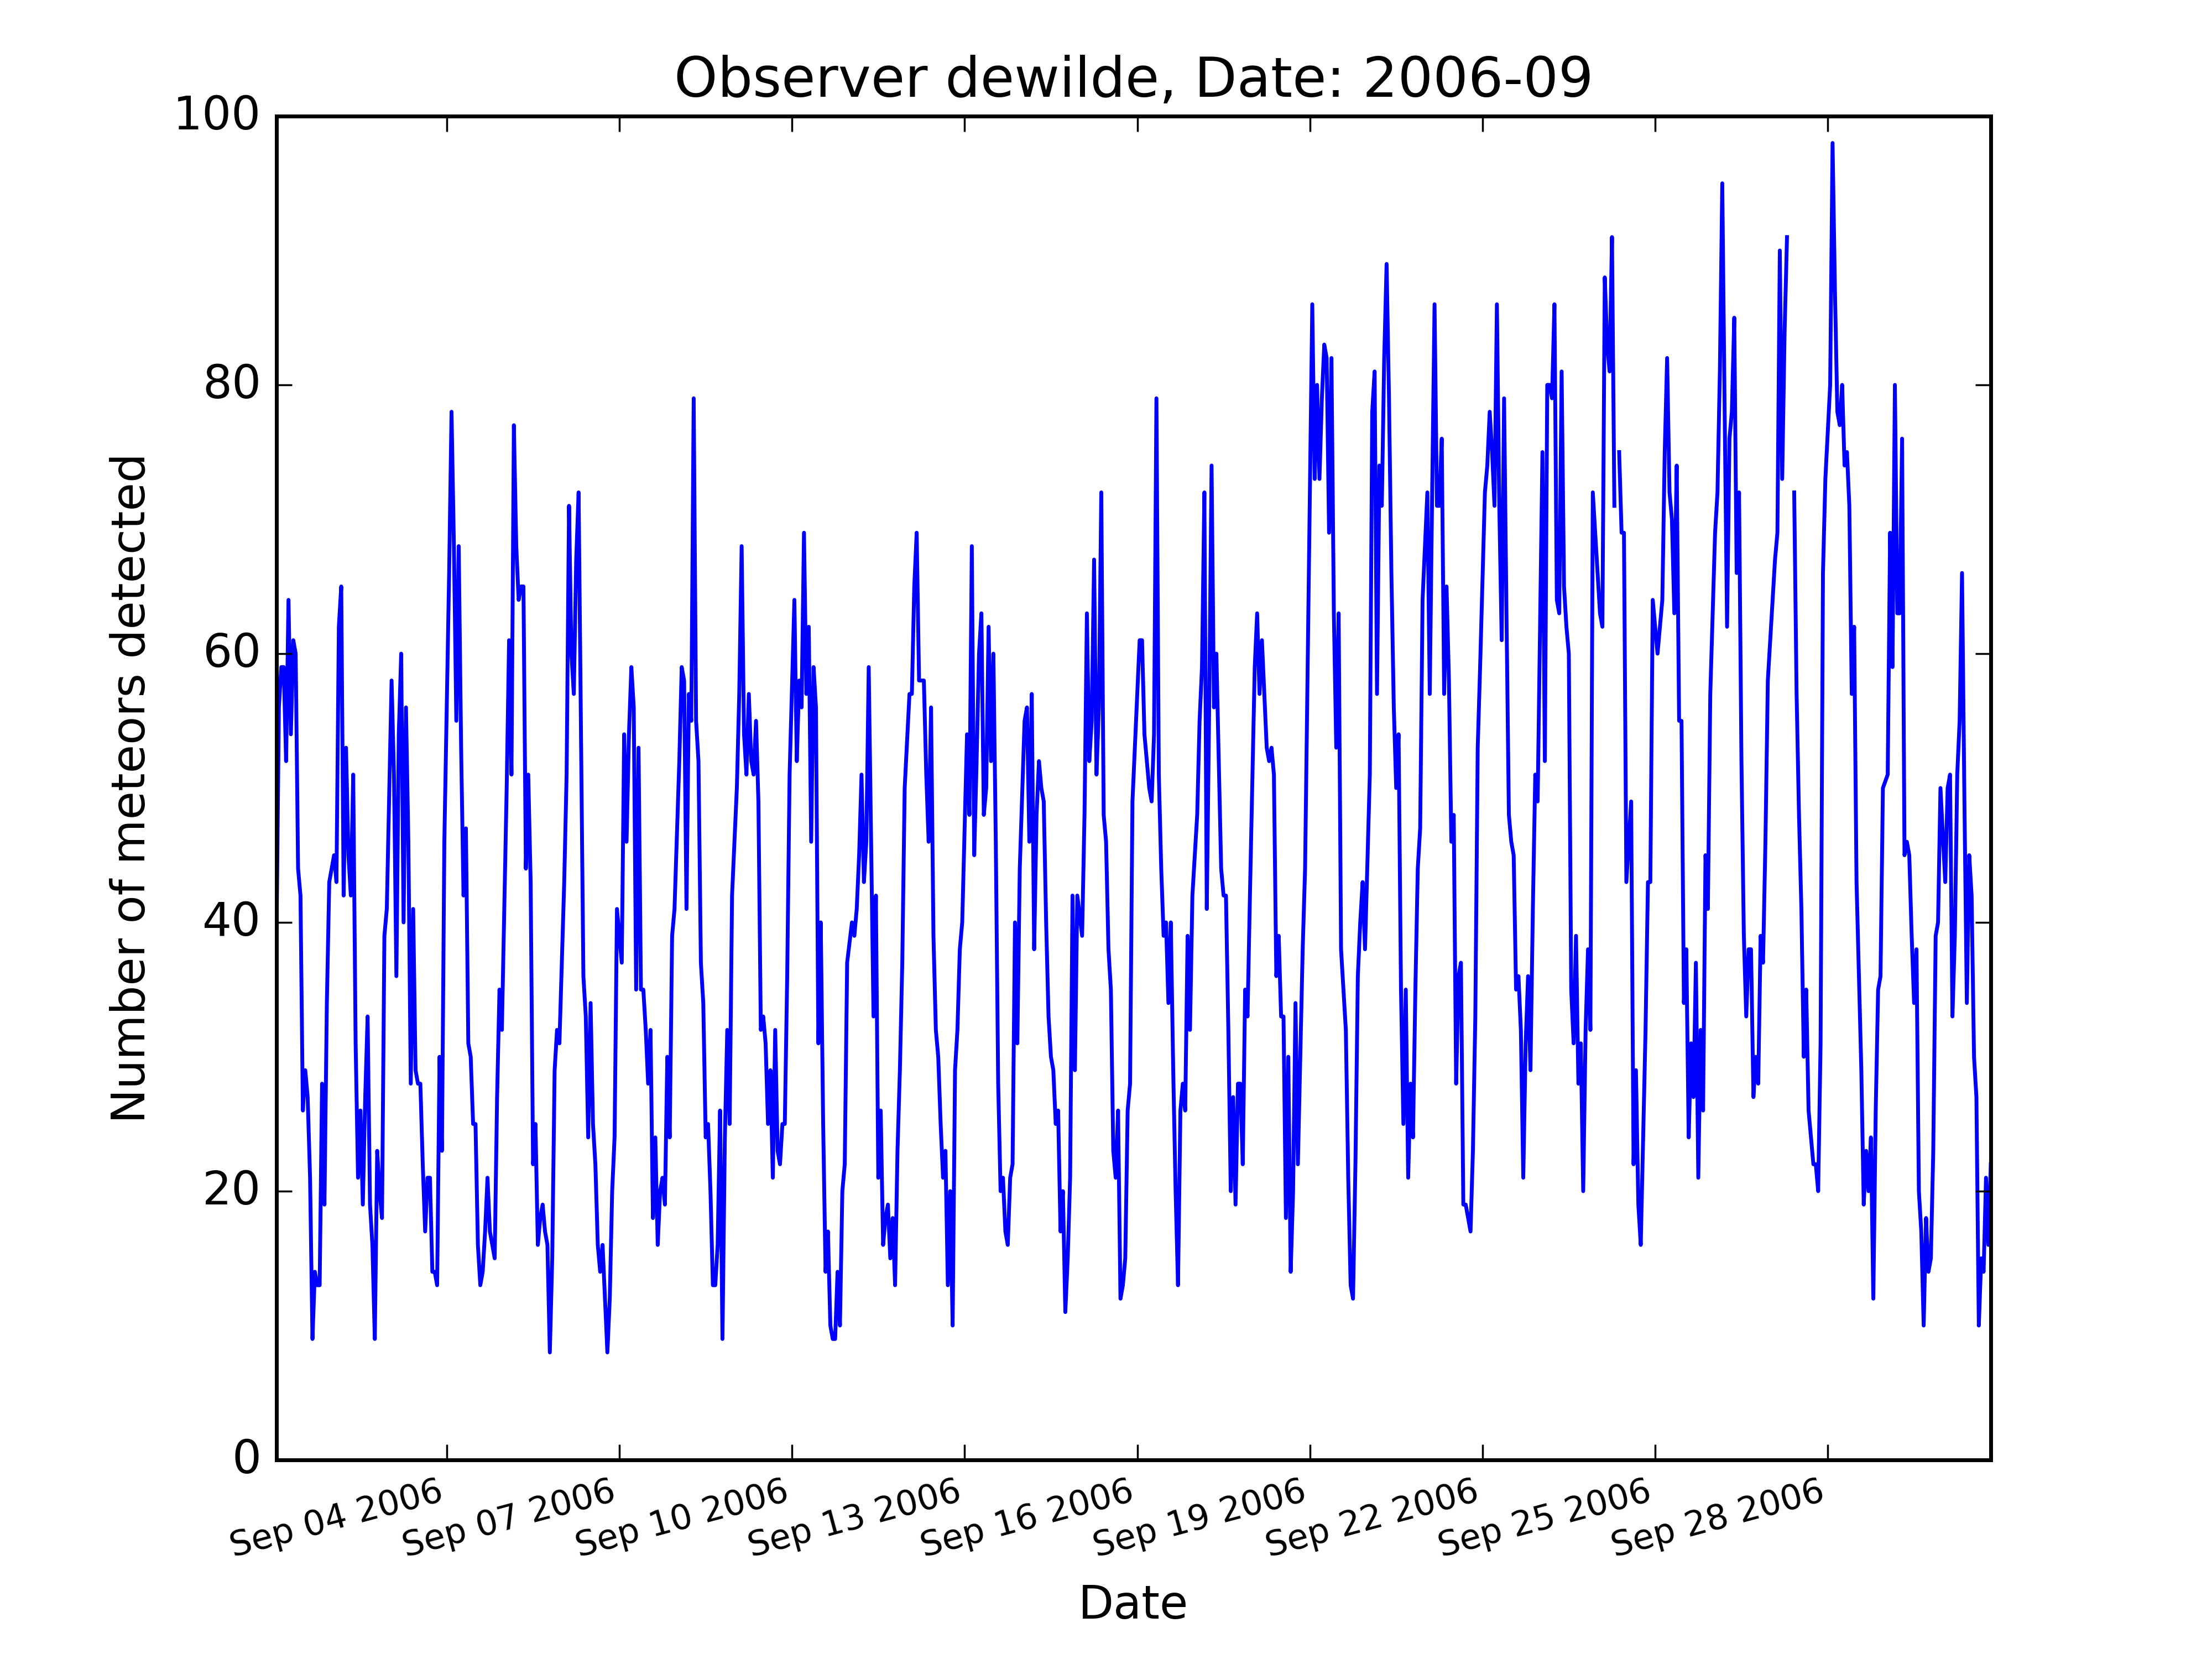 Observer dewilde, Date: 2006-09
100
80
60
40
20
0
Number of meteors detected
Sep 04 2006
Sep 07 2006
Sep 10 2006
Sep 13 2006
Sep 16 2006
Sep 19 2006
Sep 22 2006
Sep 25 2006
Sep 28 2006
Date